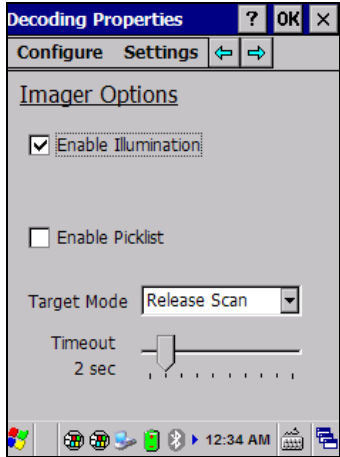 Decoding Properties ? OK ×
Configure Settings
Imager Options
Enable Illumination
Enable Picklist
Target Mode Release Scan
Timeout
2 sec
12:34 AM